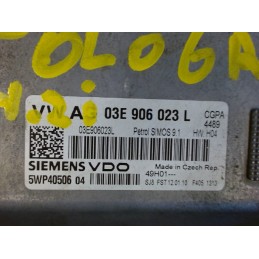 OLOGA
VW AG 03E 906 023 L
CGPA
4489
03E906023L Petrol SIMOS 9.1 H/W: H04
SIEMENS VDO Made in Czech Rep.
5WP40506 04 49H01---